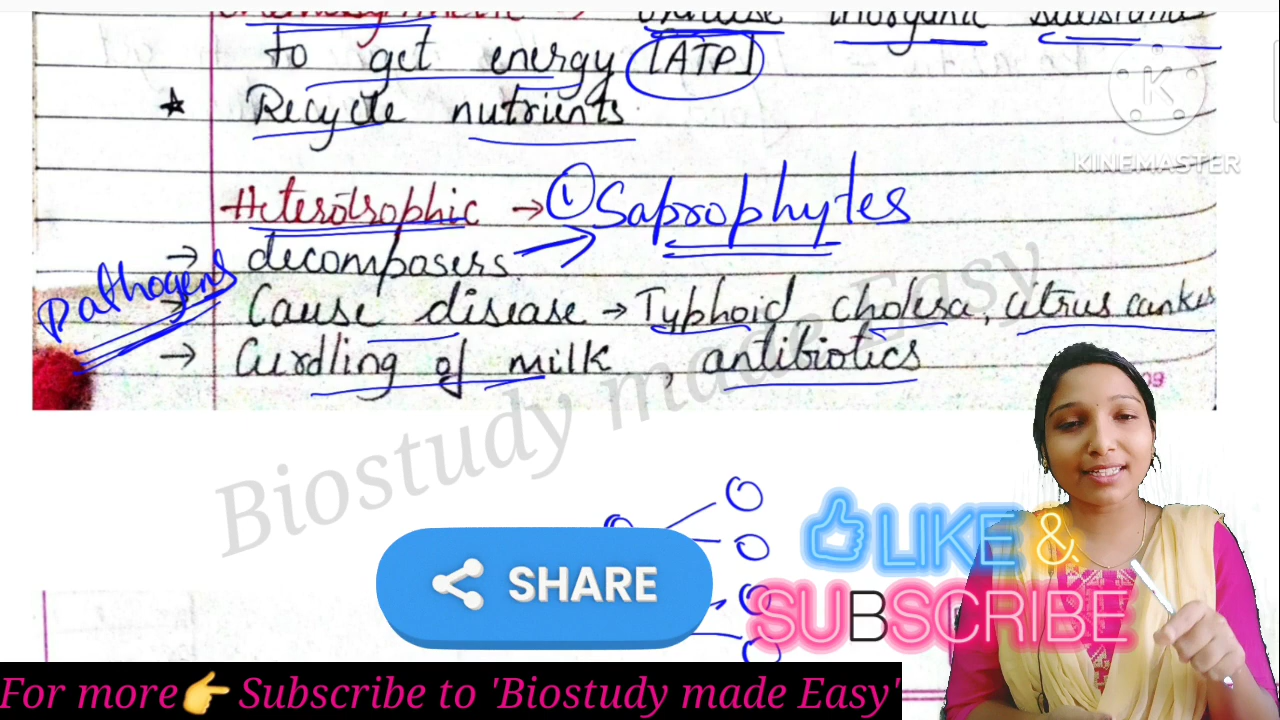 to get energy [ATP]
K
★ Recycle nutrients
KINEMASTER
Heterotrophic → ① Saprophytes
→ decomposers
Pathogens
→ Cause disease → Typhoid cholera, citrus canker
→ Curdling of milk, antibiotics
09
Biostudy made Easy
LIKE &
SHARE
SUBSCRIBE
For more👉 Subscribe to 'Biostudy made Easy'